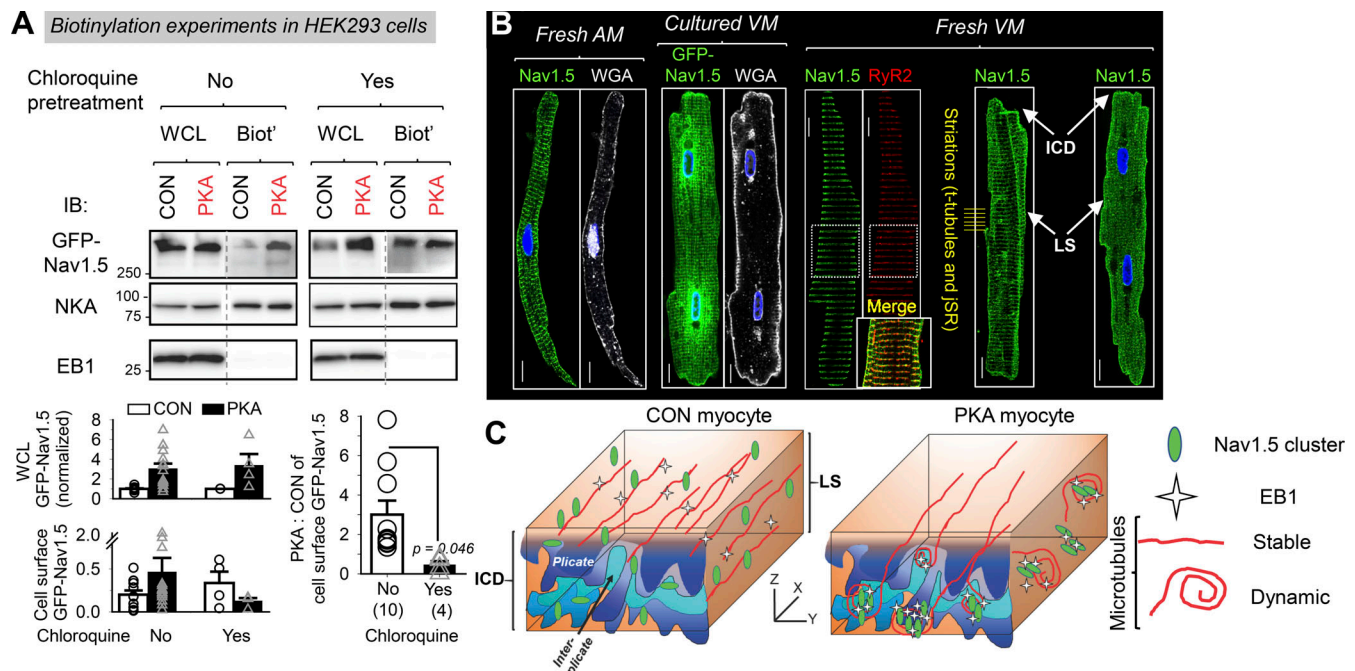 A
Biotinylation experiments in HEK293 cells
Chloroquine
pretreatment
No
Yes
WCL
Biot'
WCL
Biot'
IB:
CON
PKA
CON
PKA
CON
PKA
CON
PKA
GFP-
Nav1.5
250
NKA
100
75
EB1
25
CON
PKA
WCL
GFP-Nav1.5
(normalized)
8
6
4
2
0
Cell surface
GFP-Nav1.5
2.0
0.5
0.0
Chloroquine
No
Yes
PKA : CON of
cell surface GFP-Nav1.5
8
6
4
2
0
p = 0.046
No
Yes
(10)
(4)
Chloroquine
B
Fresh AM
Cultured VM
Fresh VM
Nav1.5
WGA
GFP-
Nav1.5
WGA
Nav1.5
RyR2
Nav1.5
Nav1.5
Merge
Striations (t-tubules and jSR)
ICD
LS
C
CON myocyte
PKA myocyte
LS
ICD
Plicate
Inter-
plicate
Z
X
Y
Nav1.5 cluster
EB1
Microtubules
Stable
Dynamic